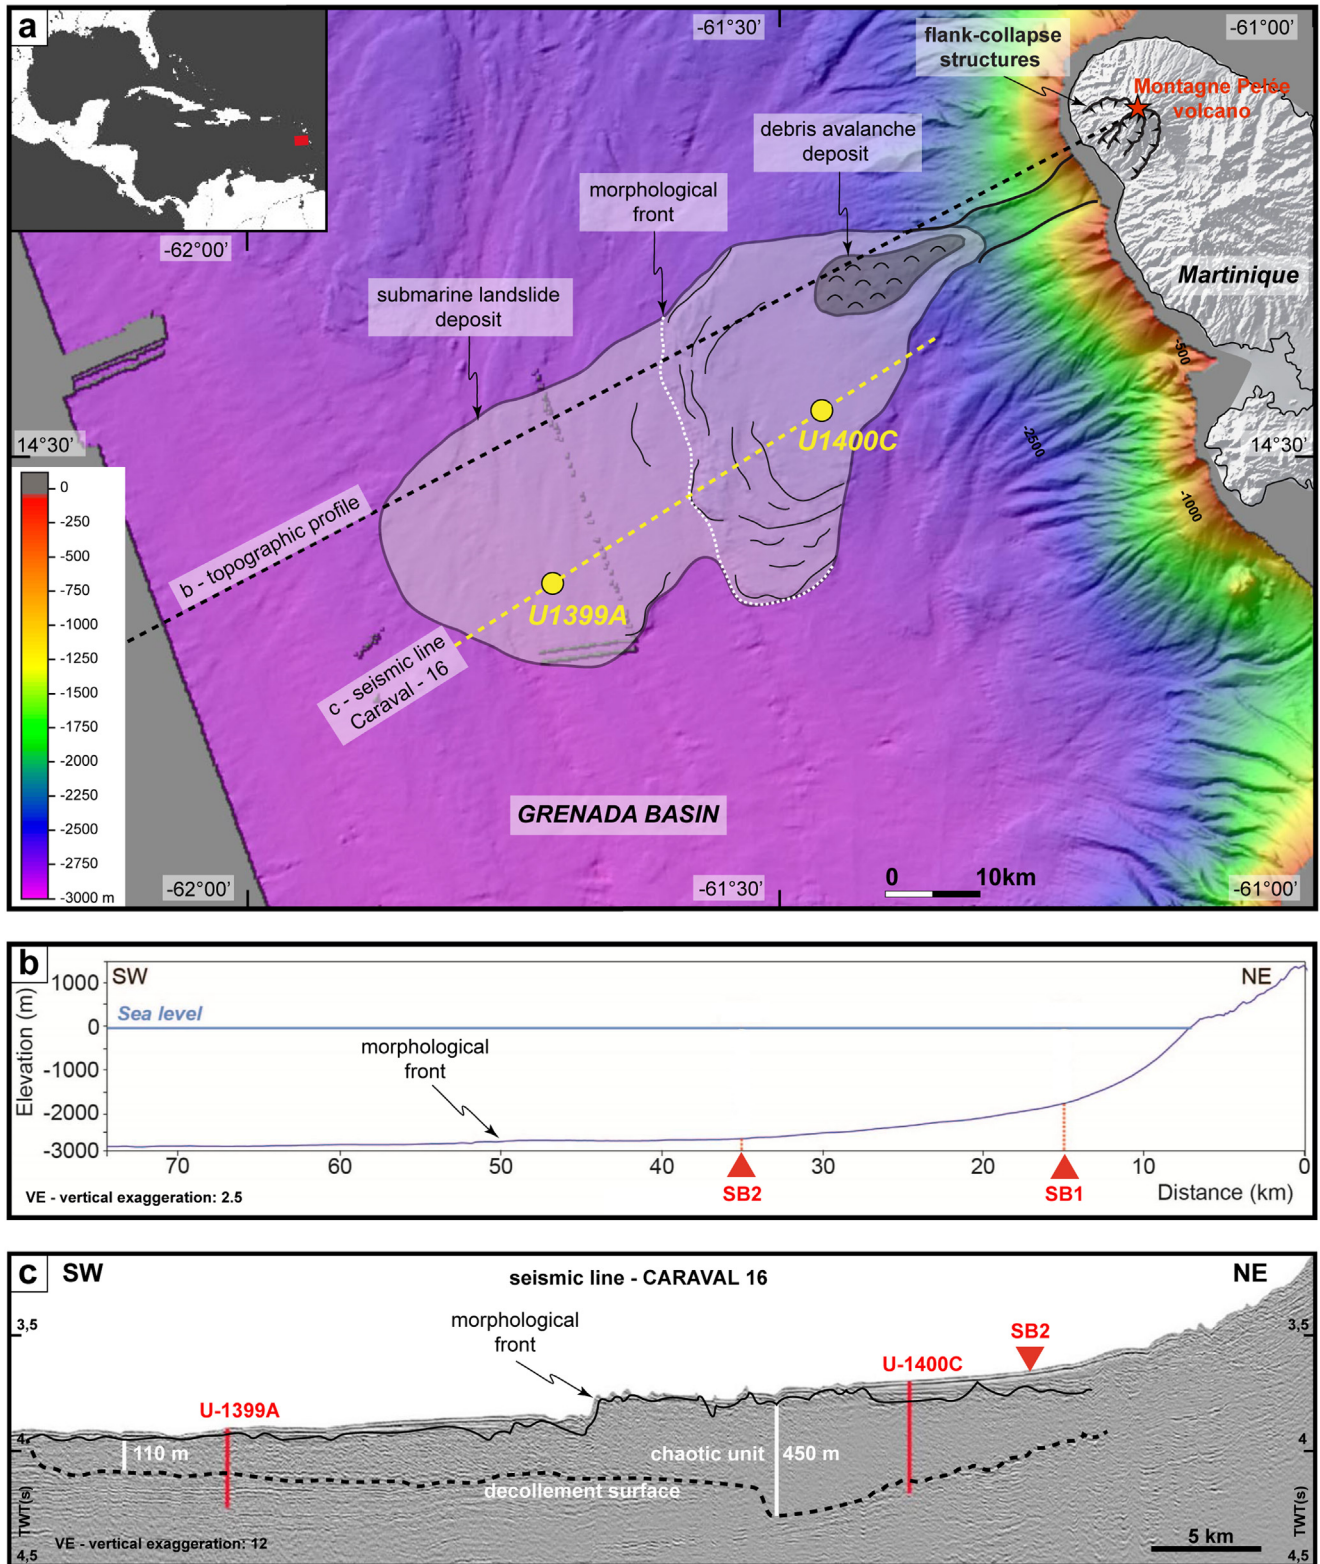 a
-61°30’
-61°00’
flank-collapse
structures
Montagne Pelée
volcano
debris avalanche
deposit
morphological
front
-62°00’
submarine landslide
deposit
Martinique
-500
U1400C
-2500
14°30’
14°30’
-1000
0
-250
-500
-750
-1000
-1250
-1500
-1750
-2000
-2250
-2500
-2750
-3000 m
b - topographic profile
U1399A
c - seismic line
Caraval - 16
GRENADA BASIN
-62°00’
-61°30’
-61°00’
0 10km
b
SW
NE
Elevation (m)
1000
0
-1000
-2000
-3000
Sea level
morphological
front
70 60 50 40 30 20 10 0
SB2
SB1
Distance (km)
VE - vertical exaggeration: 2.5
c
SW
seismic line - CARAVAL 16
NE
3,5
3,5
morphological
front
SB2
U-1400C
U-1399A
4
4
110 m
chaotic unit
450 m
decollement surface
TWT(s)
TWT(s)
VE - vertical exaggeration: 12
5 km
4,5
4,5